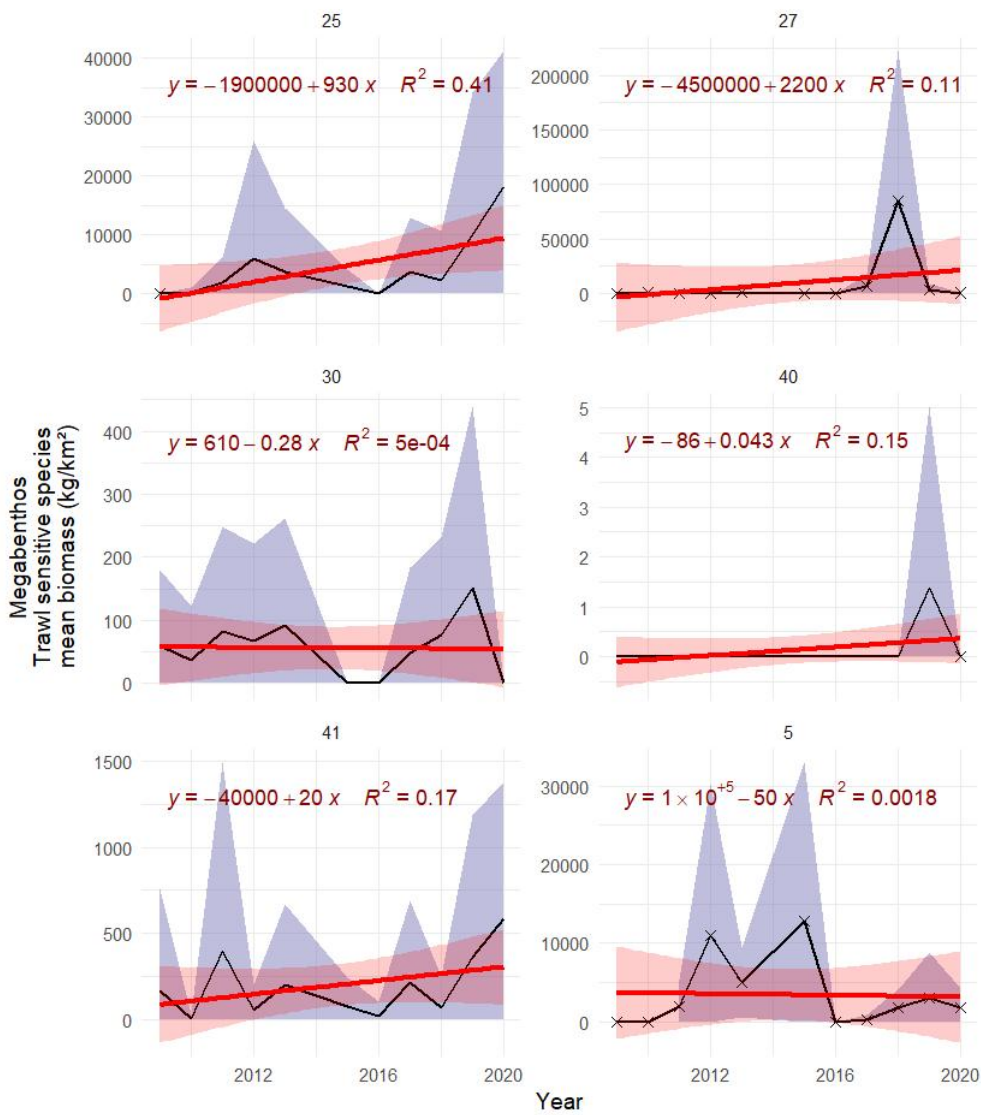 25
27
40000
30000
20000
10000
0
y = −1900000 + 930 x R² = 0.41
200000
150000
100000
50000
0
y = −4500000 + 2200 x R² = 0.11
30
40
400
300
200
100
0
y = 610 − 0.28 x R² = 5e-04
5
4
3
2
1
0
y = −86 + 0.043 x R² = 0.15
Megabenthos
Trawl sensitive species
mean biomass (kg/km²)
41
5
1500
1000
500
0
y = −40000 + 20 x R² = 0.17
30000
20000
10000
0
y = 1 × 10⁺⁵ − 50 x R² = 0.0018
2012 2016 2020
2012 2016 2020
Year